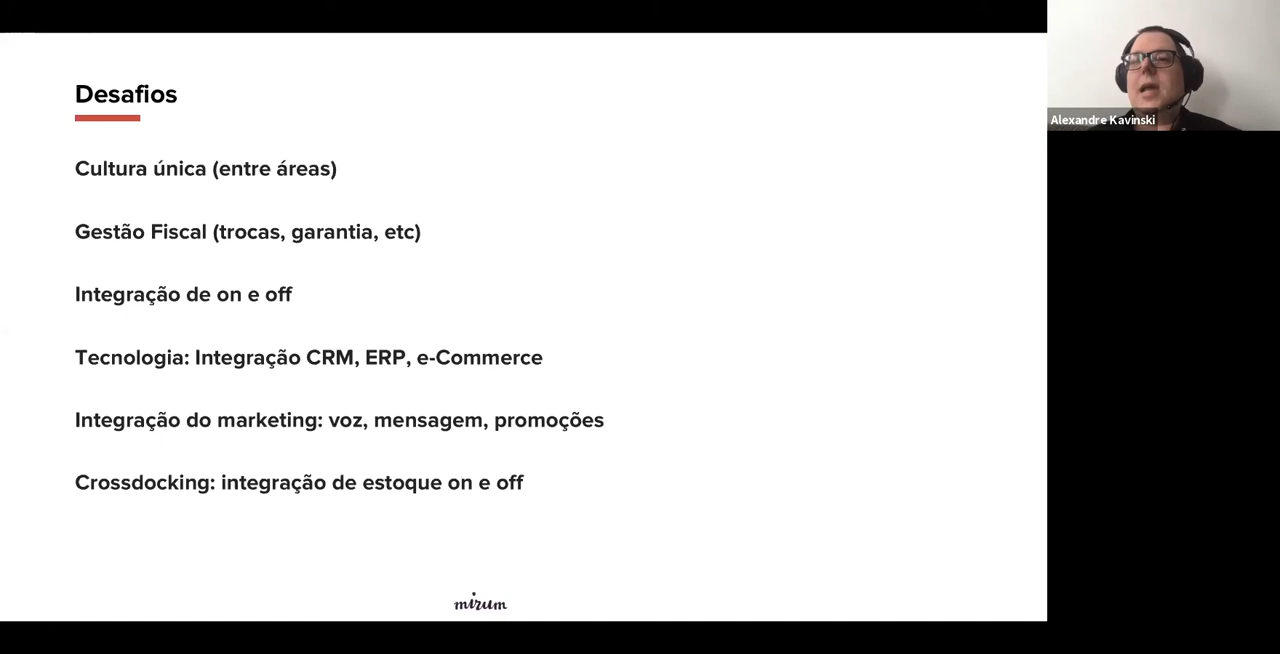 Desafios
Alexandre Kavinski
Cultura única (entre áreas)
Gestão Fiscal (trocas, garantia, etc)
Integração de on e off
Tecnologia: Integração CRM, ERP, e-Commerce
Integração do marketing: voz, mensagem, promoções
Crossdocking: integração de estoque on e off
mirum